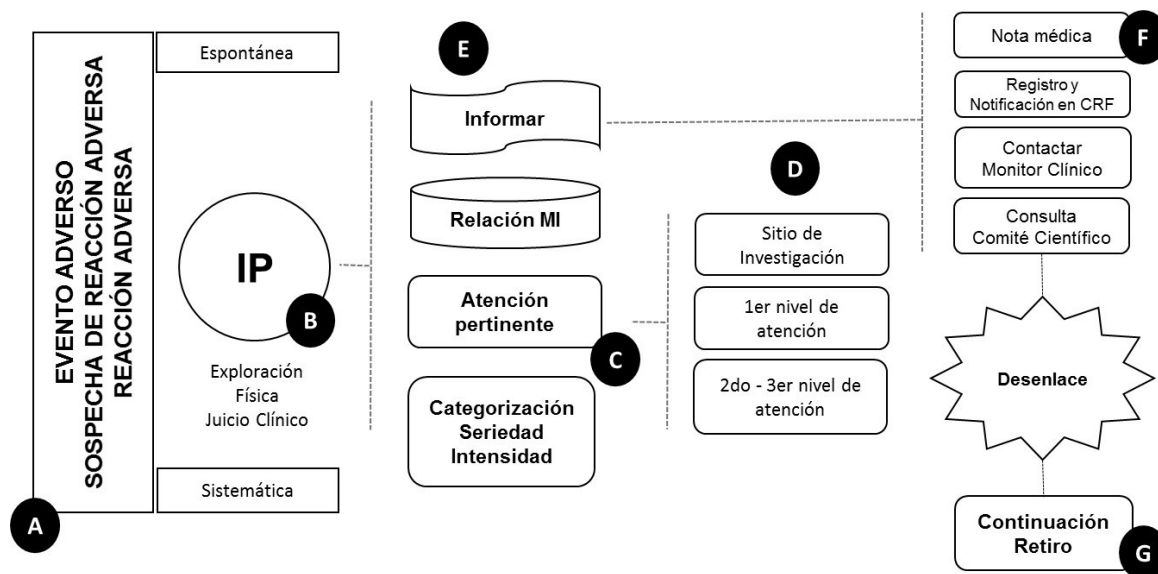 EVENTO ADVERSO
SOSPECHA DE REACCIÓN ADVERSA
REACCIÓN ADVERSA
A
Espontánea
IP
B
Exploración
Física
Juicio Clínico
Sistemática
E
Informar
Relación MI
Atención
pertinente
C
Categorización
Seriedad
Intensidad
D
Sitio de
Investigación
1er nivel de
atención
2do - 3er nivel de
atención
Nota médica
F
Registro y
Notificación en CRF
Contactar
Monitor Clínico
Consulta
Comité Científico
Desenlace
Continuación
Retiro
G